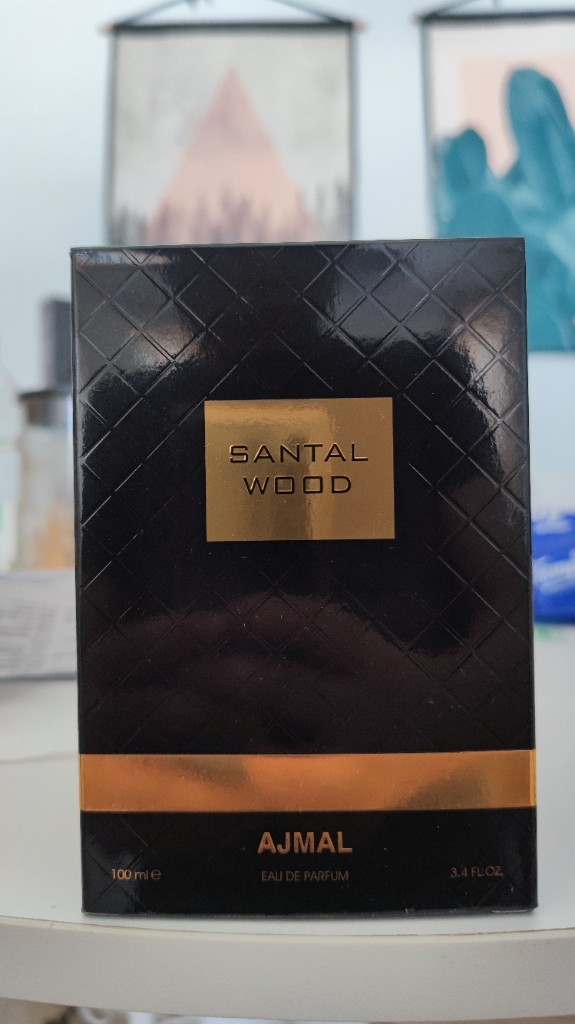 SANTAL
WOOD
AJMAL
100 ml ℮ EAU DE PARFUM 3.4 FL.OZ.